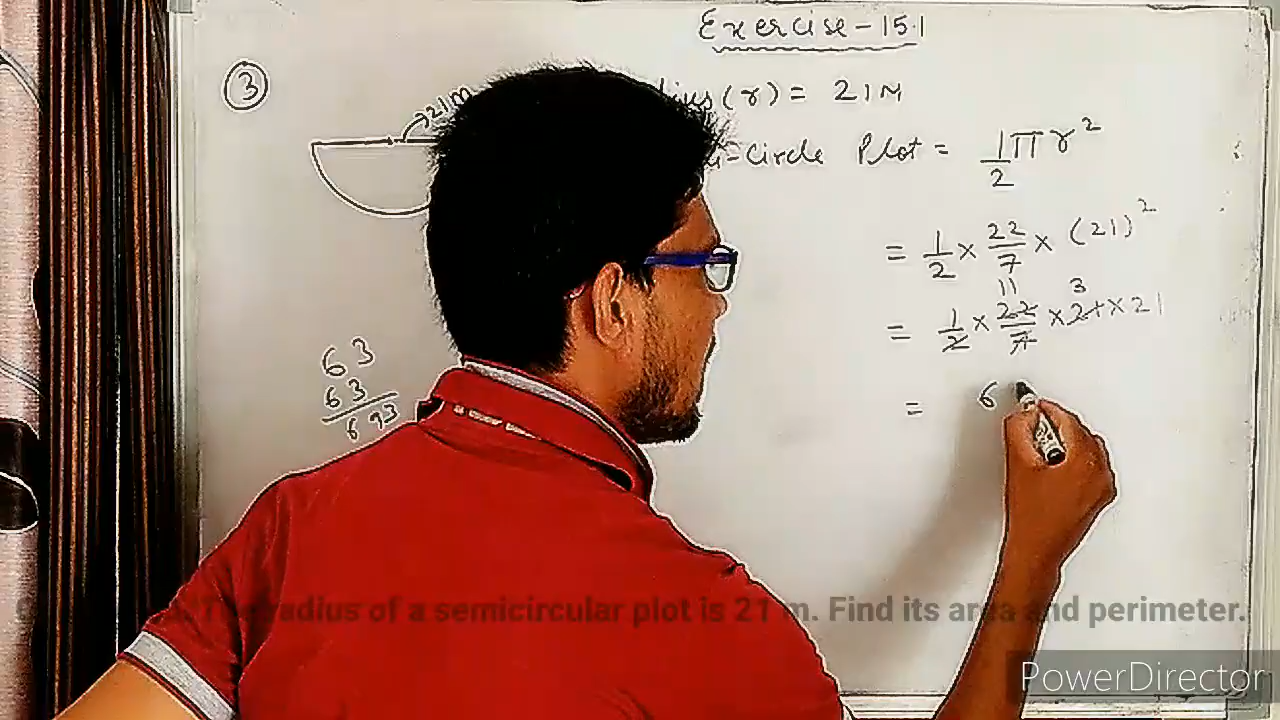 Exercise-15.1
③ (r) = 21M
21m
-Circle Plot = 1/2 πr²
= 1/2 × 22/7 × (21)²
11 3
= 1/2 × 22/7 × 21 × 21
63
63
693
= 6
radius of a semicircular plot is 21 m. Find its area and perimeter.
PowerDirector